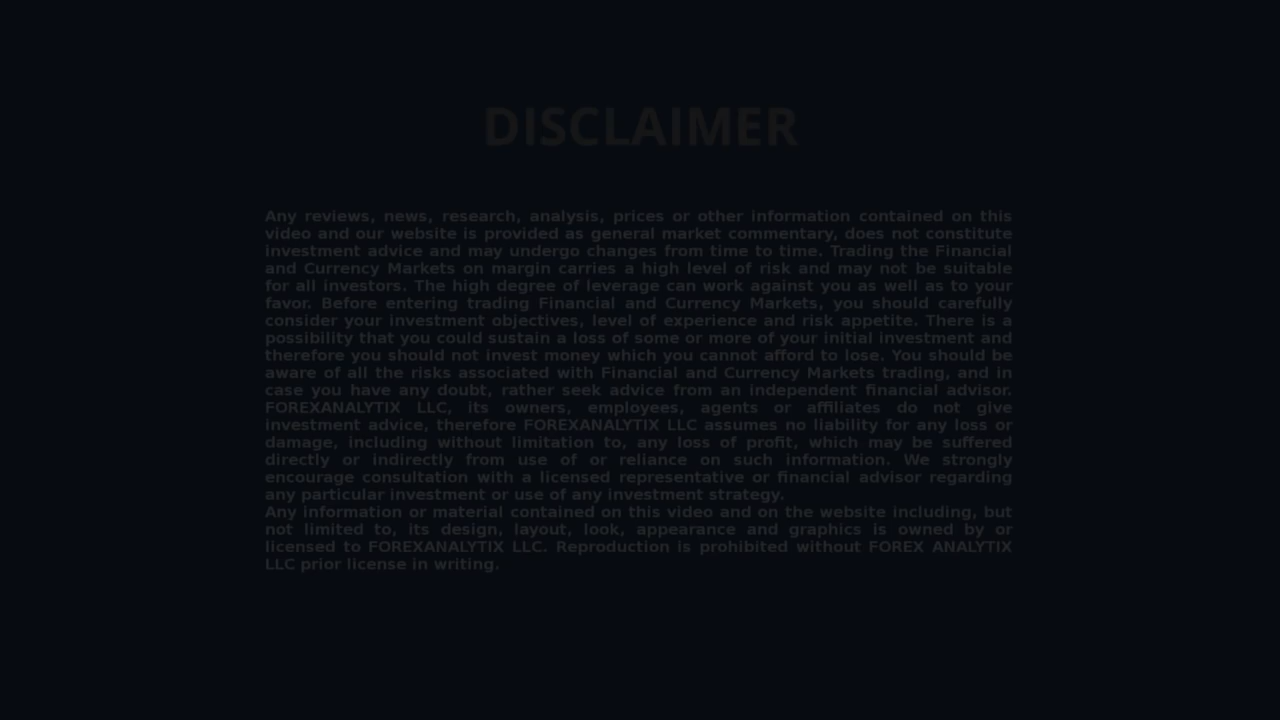 DISCLAIMER
Any reviews, news, research, analysis, prices or other information contained on this
video and our website is provided as general market commentary, does not constitute
investment advice and may undergo changes from time to time. Trading the Financial
and Currency Markets on margin carries a high level of risk and may not be suitable
for all investors. The high degree of leverage can work against you as well as to your
favor. Before entering trading Financial and Currency Markets, you should carefully
consider your investment objectives, level of experience and risk appetite. There is a
possibility that you could sustain a loss of some or more of your initial investment and
therefore you should not invest money which you cannot afford to lose. You should be
aware of all the risks associated with Financial and Currency Markets trading, and in
case you have any doubt, rather seek advice from an independent financial advisor.
FOREXANALYTIX LLC, its owners, employees, agents or affiliates do not give
investment advice, therefore FOREXANALYTIX LLC assumes no liability for any loss or
damage, including without limitation to, any loss of profit, which may be suffered
directly or indirectly from use of or reliance on such information. We strongly
encourage consultation with a licensed representative or financial advisor regarding
any particular investment or use of any investment strategy.
Any information or material contained on this video and on the website including, but
not limited to, its design, layout, look, appearance and graphics is owned by or
licensed to FOREXANALYTIX LLC. Reproduction is prohibited without FOREX ANALYTIX
LLC prior license in writing.